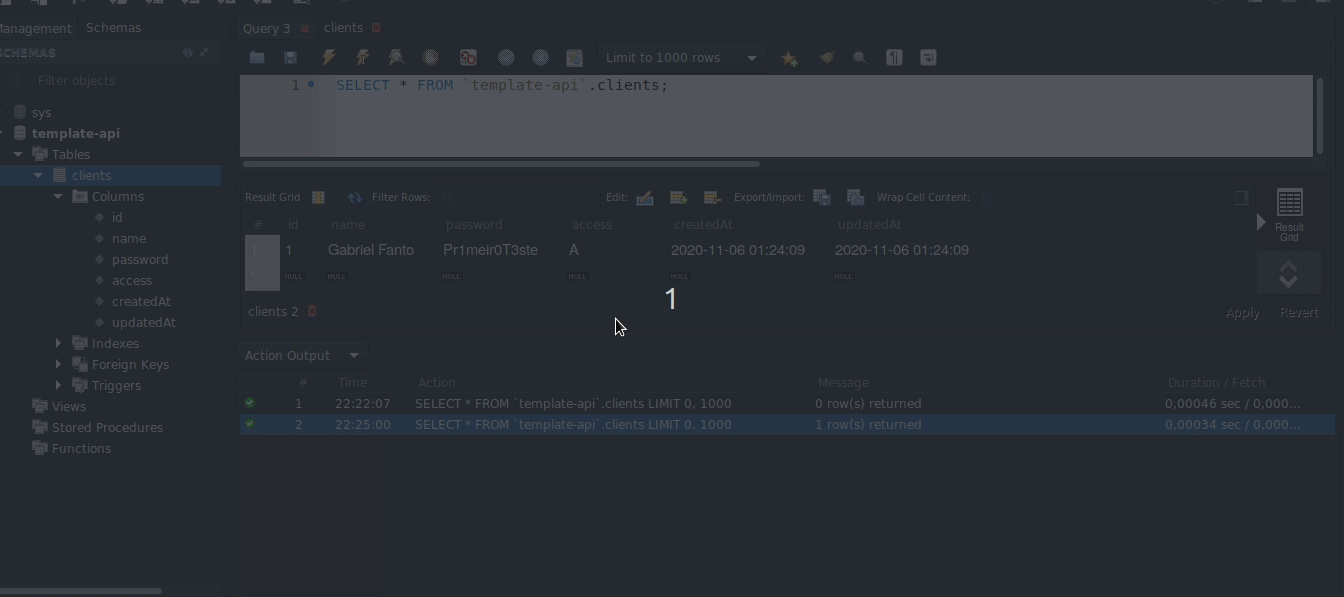 Management Schemas
Query 3 clients
SCHEMAS
Filter objects
Limit to 1000 rows
1 SELECT * FROM `template-api`.clients;
sys
template-api
Tables
clients
Columns
id
name
password
access
createdAt
updatedAt
Indexes
Foreign Keys
Triggers
Views
Stored Procedures
Functions
Result Grid Filter Rows: Edit: Export/Import: Wrap Cell Content:
# id name password access createdAt updatedAt
1 1 Gabriel Fanto Pr1meir0T3ste A 2020-11-06 01:24:09 2020-11-06 01:24:09
NULL NULL NULL NULL NULL NULL
Result
Grid
1
clients 2 Apply Revert
Action Output
# Time Action Message Duration / Fetch
1 22:22:07 SELECT * FROM `template-api`.clients LIMIT 0, 1000 0 row(s) returned 0,00046 sec / 0,000...
2 22:25:00 SELECT * FROM `template-api`.clients LIMIT 0, 1000 1 row(s) returned 0,00034 sec / 0,000...